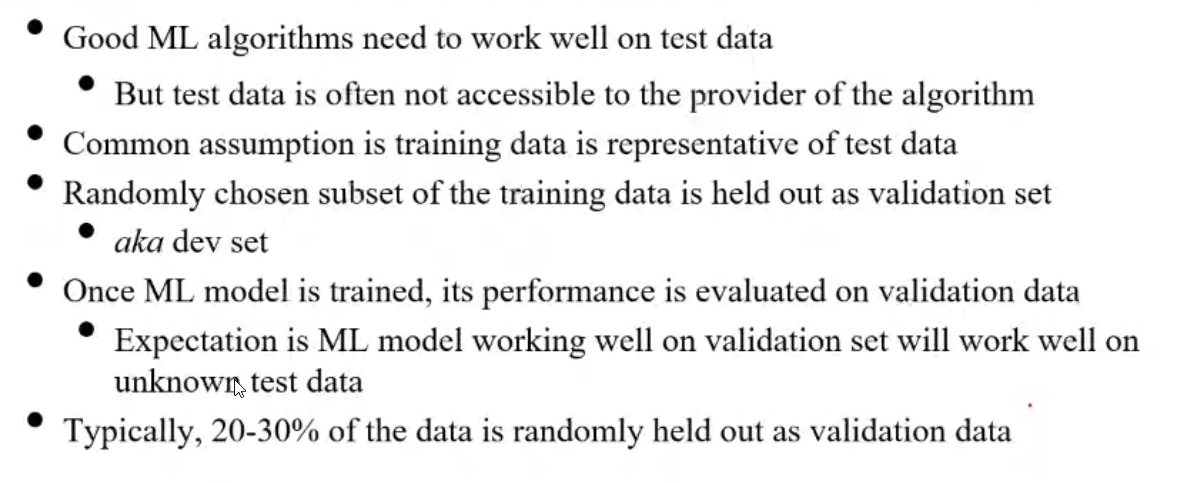 • Good ML algorithms need to work well on test data
• But test data is often not accessible to the provider of the algorithm
• Common assumption is training data is representative of test data
• Randomly chosen subset of the training data is held out as validation set
• aka dev set
• Once ML model is trained, its performance is evaluated on validation data
• Expectation is ML model working well on validation set will work well on
unknown test data
• Typically, 20-30% of the data is randomly held out as validation data